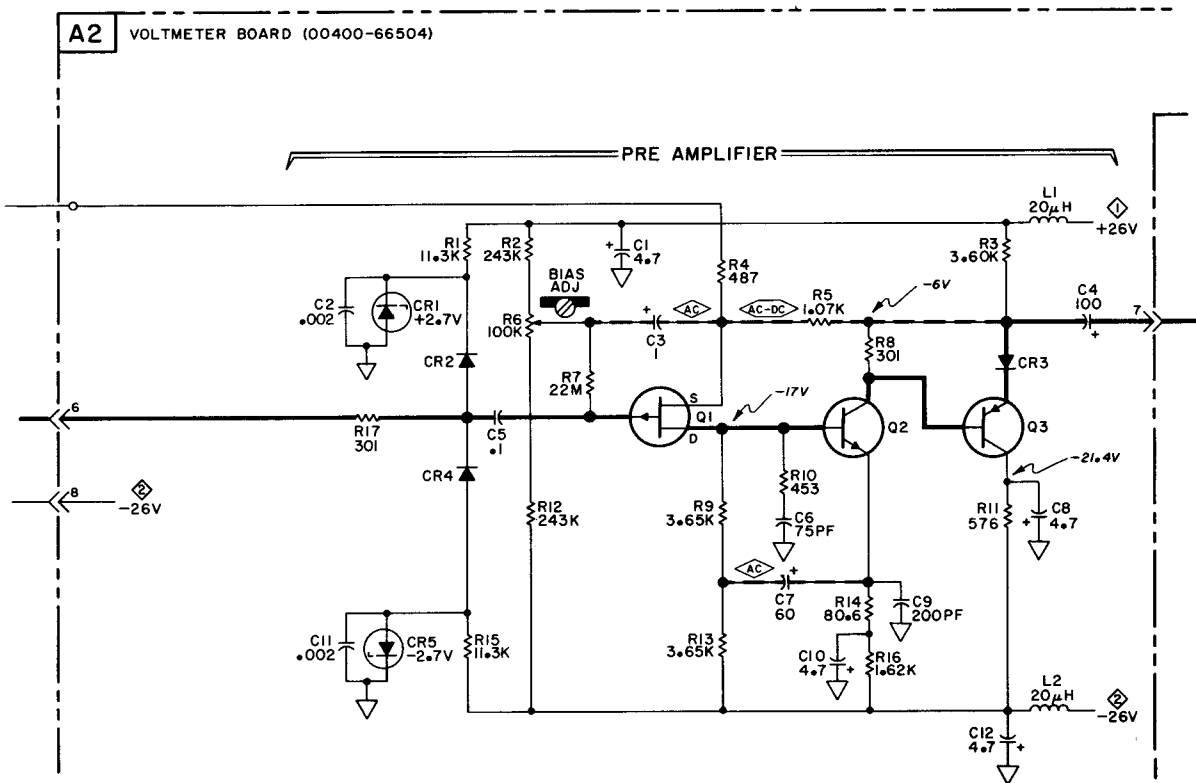 A2 VOLTMETER BOARD (00400-66504)
PRE AMPLIFIER
L1
20µH
1
+26V
R1
11.3K
R2
243K
C1
4.7
+
R3
3.60K
R4
487
BIAS
ADJ
C2
.002
CR1
+2.7V
R6
100K
+
C3
1
AC
AC-DC
R5
1.07K
-6V
C4
100
+
7
CR2
R7
22M
R8
301
CR3
6
R17
301
C5
.1
S
Q1
D
-17V
Q2
Q3
CR4
-21.4V
8
2
-26V
R12
243K
R9
3.65K
R10
453
C6
75PF
R11
576
+
C8
4.7
AC
+
C7
60
R14
80.6
C9
200PF
C11
.002
CR5
-2.7V
R15
11.3K
R13
3.65K
C10
4.7
+
R16
1.62K
L2
20µH
2
-26V
C12
4.7
+